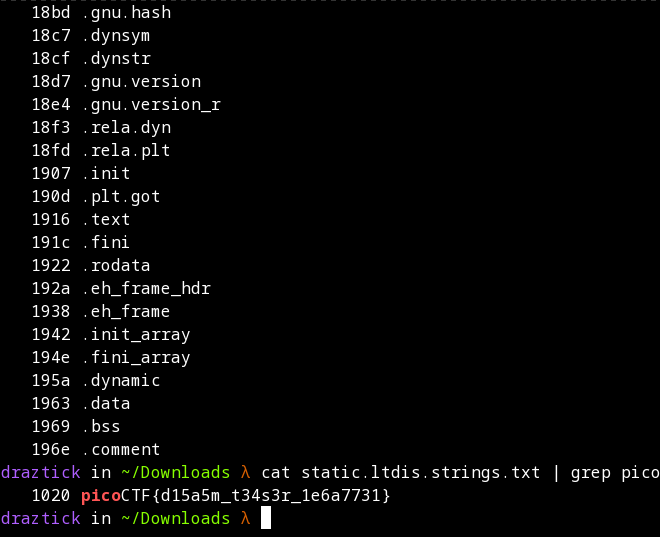 18bd .gnu.hash
18c7 .dynsym
18cf .dynstr
18d7 .gnu.version
18e4 .gnu.version_r
18f3 .rela.dyn
18fd .rela.plt
1907 .init
190d .plt.got
1916 .text
191c .fini
1922 .rodata
192a .eh_frame_hdr
1938 .eh_frame
1942 .init_array
194e .fini_array
195a .dynamic
1963 .data
1969 .bss
196e .comment
draztick in ~/Downloads λ cat static.ltdis.strings.txt | grep pico
1020 picoCTF{d15a5m_t34s3r_1e6a7731}
draztick in ~/Downloads λ